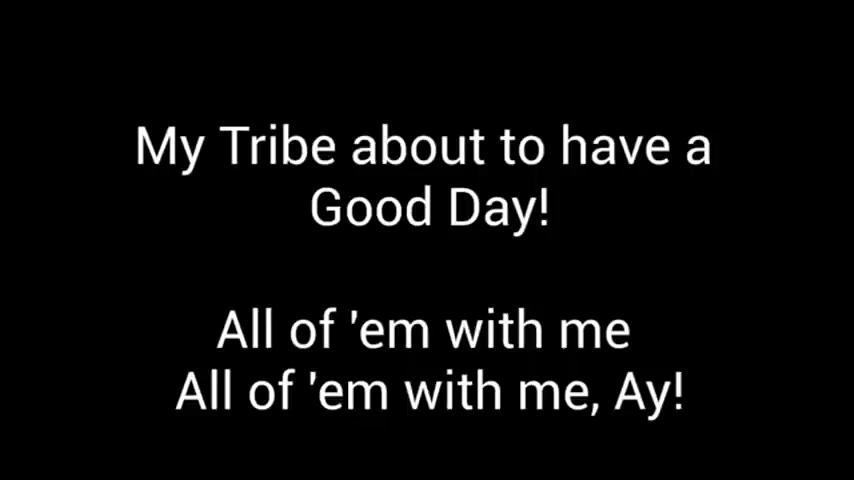 My Tribe about to have a
Good Day!
All of 'em with me
All of 'em with me, Ay!